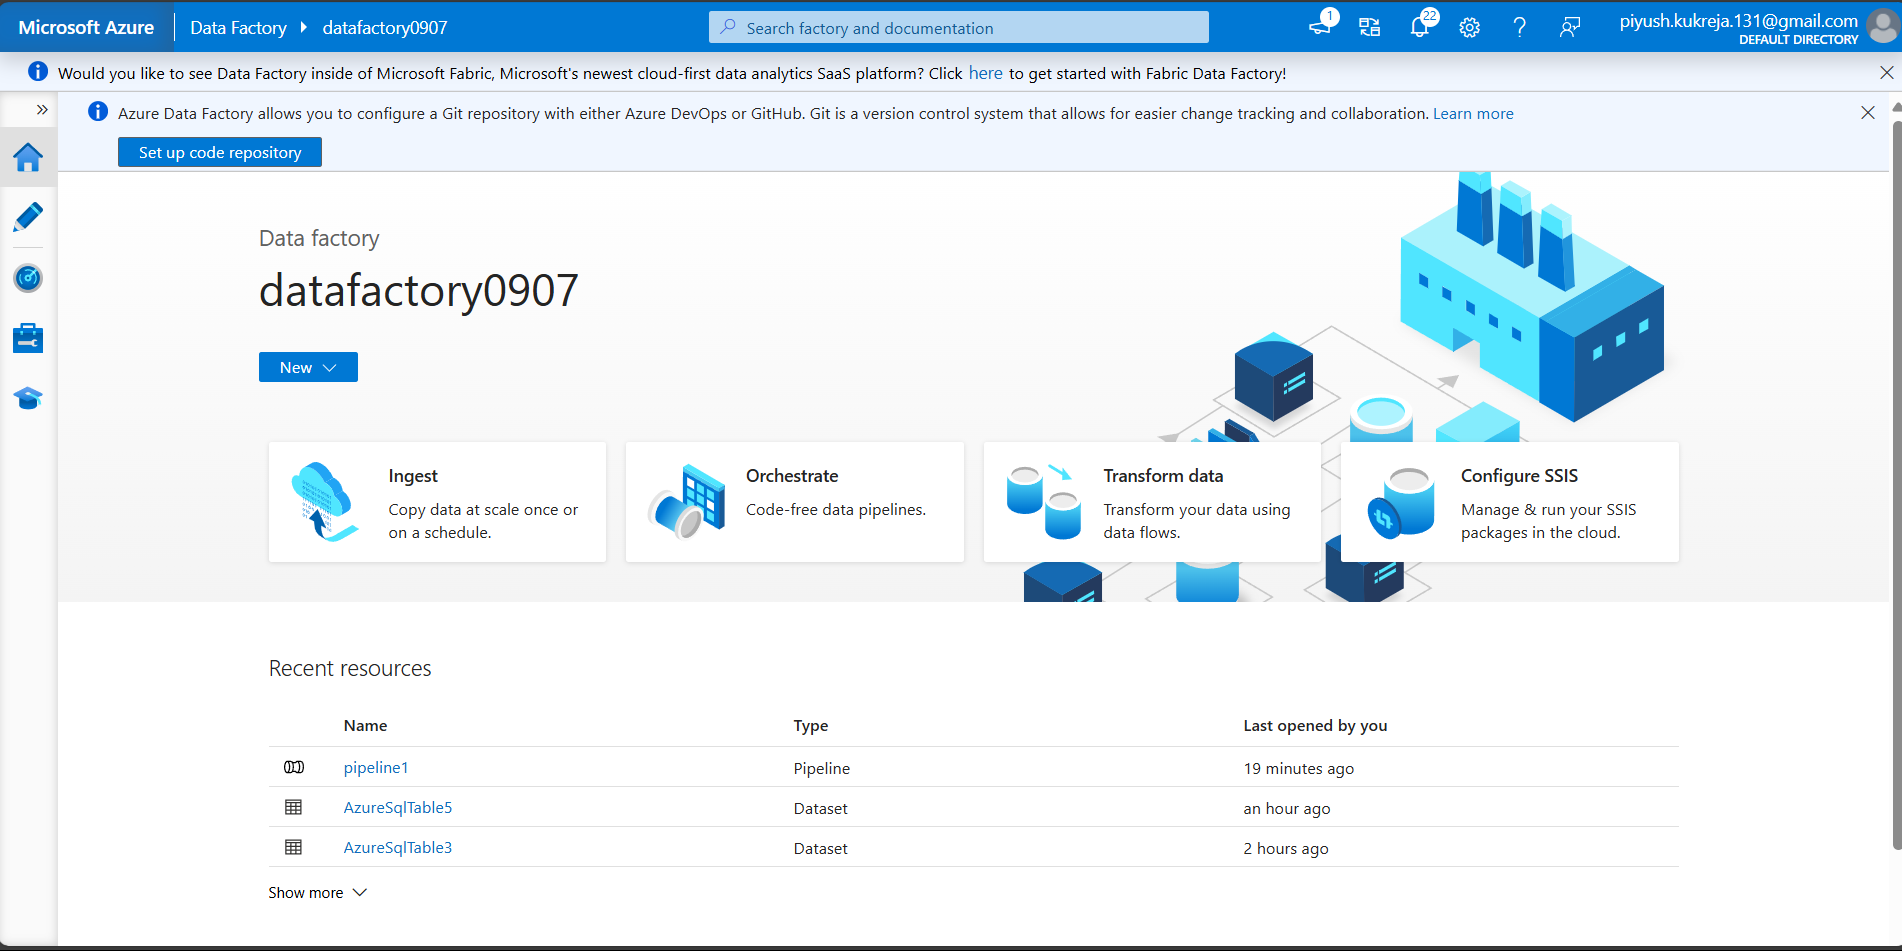 Microsoft Azure
Data Factory
datafactory0907
Search factory and documentation
1
22
piyush.kukreja.131@gmail.com
DEFAULT DIRECTORY
Would you like to see Data Factory inside of Microsoft Fabric, Microsoft's newest cloud-first data analytics SaaS platform? Click here to get started with Fabric Data Factory!
Azure Data Factory allows you to configure a Git repository with either Azure DevOps or GitHub. Git is a version control system that allows for easier change tracking and collaboration. Learn more
Set up code repository
Data factory
datafactory0907
New
Ingest
Copy data at scale once or
on a schedule.
Orchestrate
Code-free data pipelines.
Transform data
Transform your data using
data flows.
Configure SSIS
Manage & run your SSIS
packages in the cloud.
Recent resources
Name Type Last opened by you
pipeline1 Pipeline 19 minutes ago
AzureSqlTable5 Dataset an hour ago
AzureSqlTable3 Dataset 2 hours ago
Show more